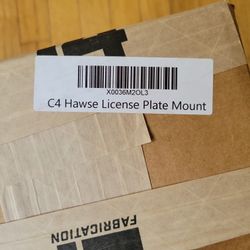 X0036M2OL3
C4 Hawse License Plate Mount
FABRICATION